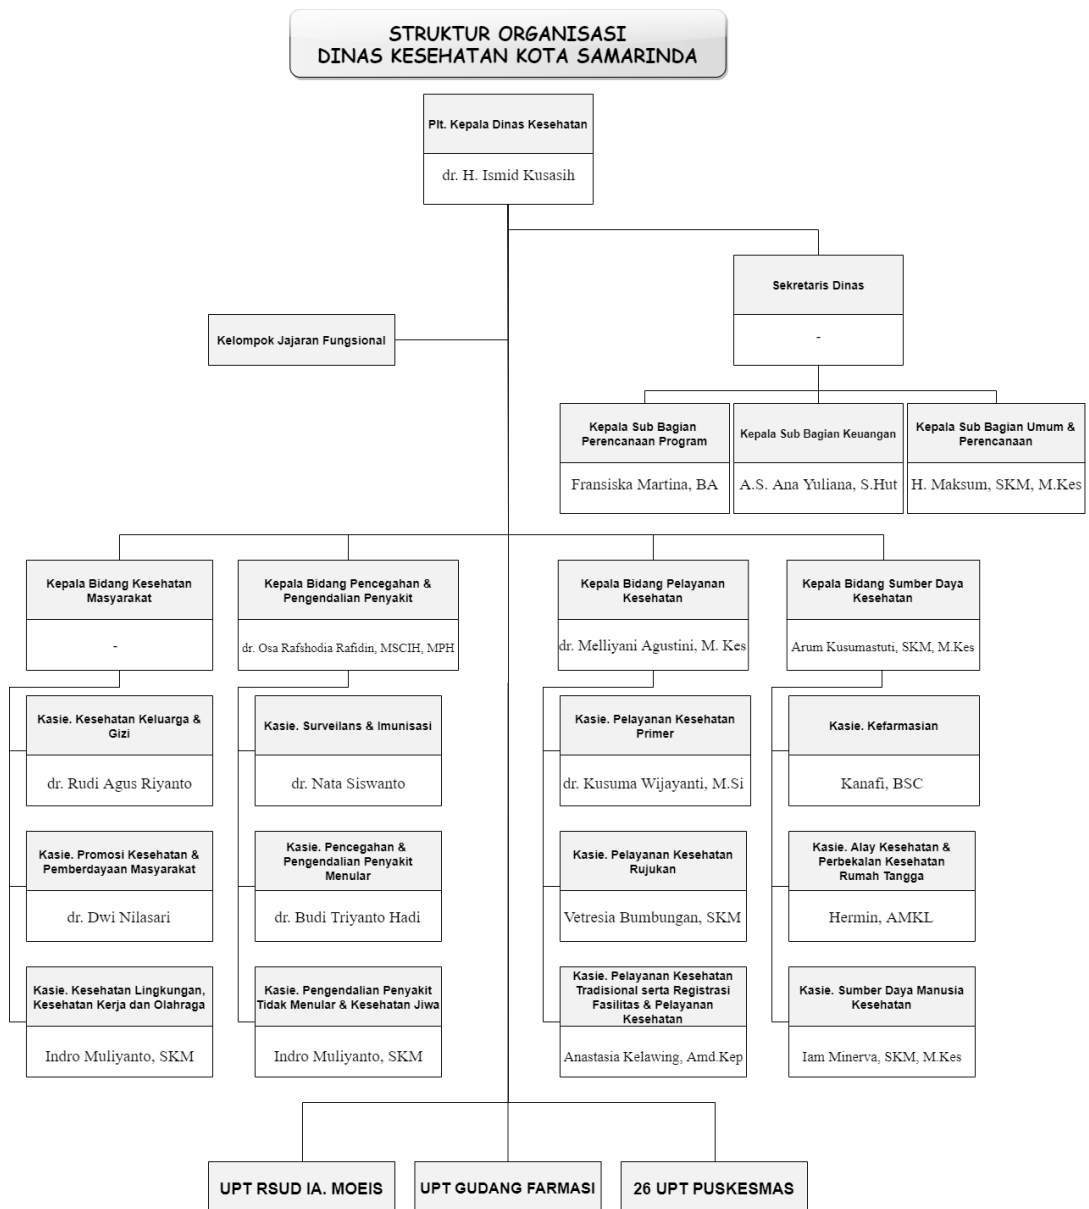 STRUKTUR ORGANISASI
DINAS KESEHATAN KOTA SAMARINDA
Plt. Kepala Dinas Kesehatan
dr. H. Ismid Kusasih
Sekretaris Dinas
-
Kelompok Jajaran Fungsional
Kepala Sub Bagian
Perencanaan Program
Fransiska Martina, BA
Kepala Sub Bagian Keuangan
A.S. Ana Yuliana, S.Hut
Kepala Sub Bagian Umum &
Perencanaan
H. Maksum, SKM, M.Kes
Kepala Bidang Kesehatan
Masyarakat
-
Kepala Bidang Pencegahan &
Pengendalian Penyakit
dr. Osa Rafshodia Rafidin, MSCIH, MPH
Kepala Bidang Pelayanan
Kesehatan
dr. Melliyani Agustini, M. Kes
Kepala Bidang Sumber Daya
Kesehatan
Arum Kusumastuti, SKM, M.Kes
Kasie. Kesehatan Keluarga &
Gizi
dr. Rudi Agus Riyanto
Kasie. Surveilans & Imunisasi
dr. Nata Siswanto
Kasie. Pelayanan Kesehatan
Primer
dr. Kusuma Wijayanti, M.Si
Kasie. Kefarmasian
Kanafi, BSC
Kasie. Promosi Kesehatan &
Pemberdayaan Masyarakat
dr. Dwi Nilasari
Kasie. Pencegahan &
Pengendalian Penyakit
Menular
dr. Budi Triyanto Hadi
Kasie. Pelayanan Kesehatan
Rujukan
Vetresia Bumbungan, SKM
Kasie. Alay Kesehatan &
Perbekalan Kesehatan
Rumah Tangga
Hermin, AMKL
Kasie. Kesehatan Lingkungan,
Kesehatan Kerja dan Olahraga
Indro Muliyanto, SKM
Kasie. Pengendalian Penyakit
Tidak Menular & Kesehatan Jiwa
Indro Muliyanto, SKM
Kasie. Pelayanan Kesehatan
Tradisional serta Registrasi
Fasilitas & Pelayanan
Kesehatan
Anastasia Kelawing, Amd.Kep
Kasie. Sumber Daya Manusia
Kesehatan
Iam Minerva, SKM, M.Kes
UPT RSUD IA. MOEIS
UPT GUDANG FARMASI
26 UPT PUSKESMAS